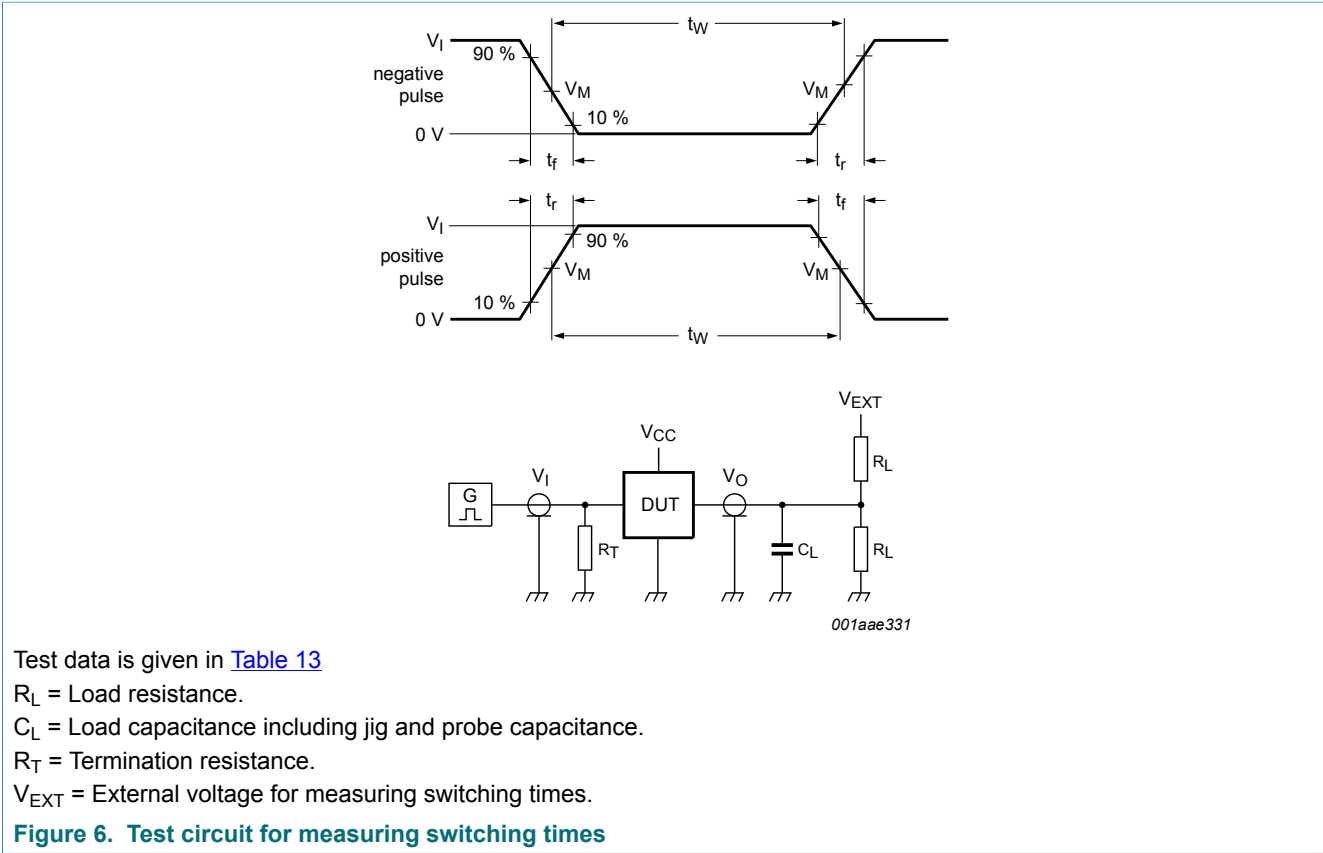 tW
VI
90 %
negative
pulse
VM
VM
10 %
0 V
tf
tr
tr
tf
VI
90 %
positive
pulse
VM
VM
10 %
0 V
tW
VEXT
VCC
RL
VI
VO
G
DUT
RT
CL
RL
001aae331
Test data is given in Table 13
RL = Load resistance.
CL = Load capacitance including jig and probe capacitance.
RT = Termination resistance.
VEXT = External voltage for measuring switching times.
Figure 6. Test circuit for measuring switching times